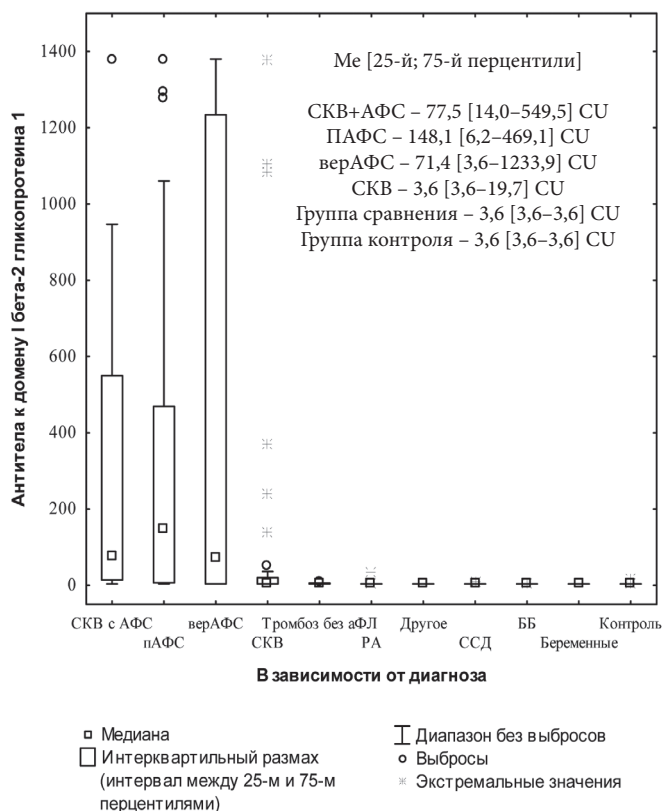 Me [25-й; 75-й перцентили]
СКВ+АФС – 77,5 [14,0–549,5] CU
ПАФС – 148,1 [6,2–469,1] CU
верАФС – 71,4 [3,6–1233,9] CU
СКВ – 3,6 [3,6–19,7] CU
Группа сравнения – 3,6 [3,6–3,6] CU
Группа контроля – 3,6 [3,6–3,6] CU
Антитела к домену I бета-2 гликопротеина 1
1400
1200
1000
800
600
400
200
0
СКВ с АФС верАФС Тромбоз без аФЛ Другое ББ Контроль
пАФС СКВ РА ССД Беременные
В зависимости от диагноза
Медиана
Интерквартильный размах
(интервал между 25-м и 75-м
перцентилями)
Диапазон без выбросов
Выбросы
Экстремальные значения